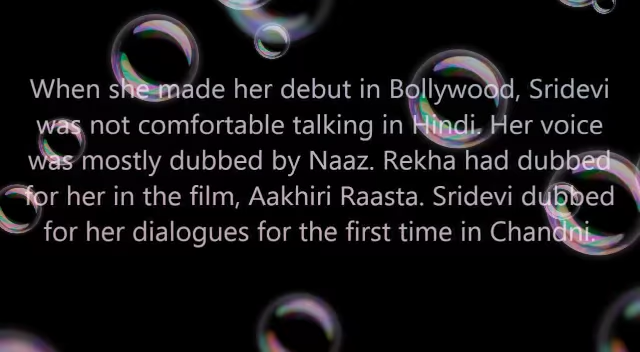 When she made her debut in Bollywood, Sridevi
was not comfortable talking in Hindi. Her voice
was mostly dubbed by Naaz. Rekha had dubbed
for her in the film, Aakhiri Raasta. Sridevi dubbed
for her dialogues for the first time in Chandni.